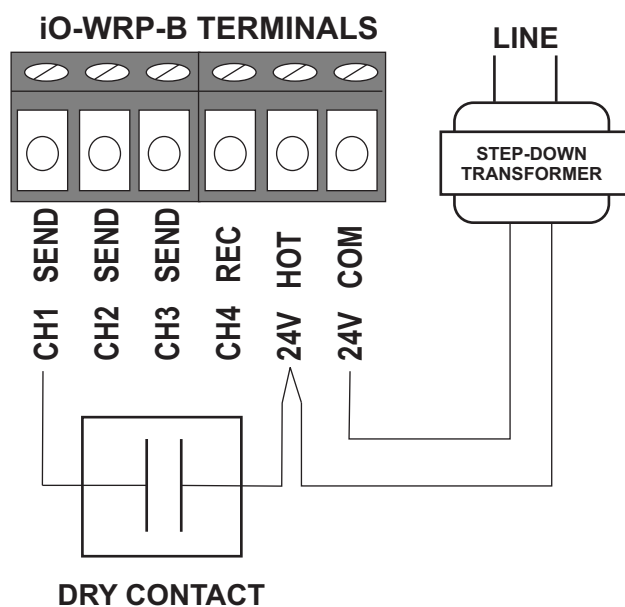 iO-WRP-B TERMINALS
LINE
STEP-DOWN
TRANSFORMER
CH1 SEND
CH2 SEND
CH3 SEND
CH4 REC
24V HOT
24V COM
DRY CONTACT